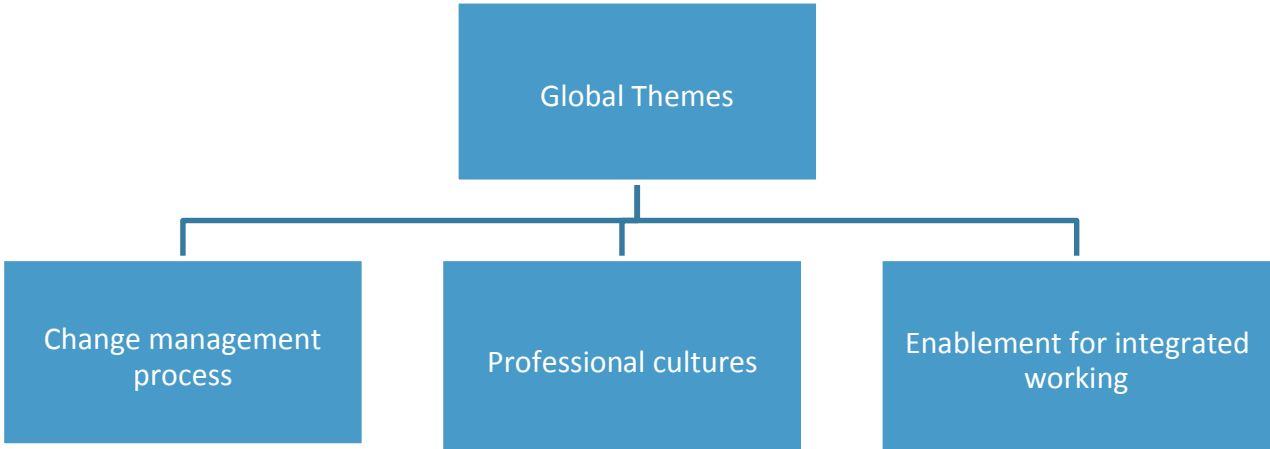 Global Themes
Change management
process
Professional cultures
Enablement for integrated
working